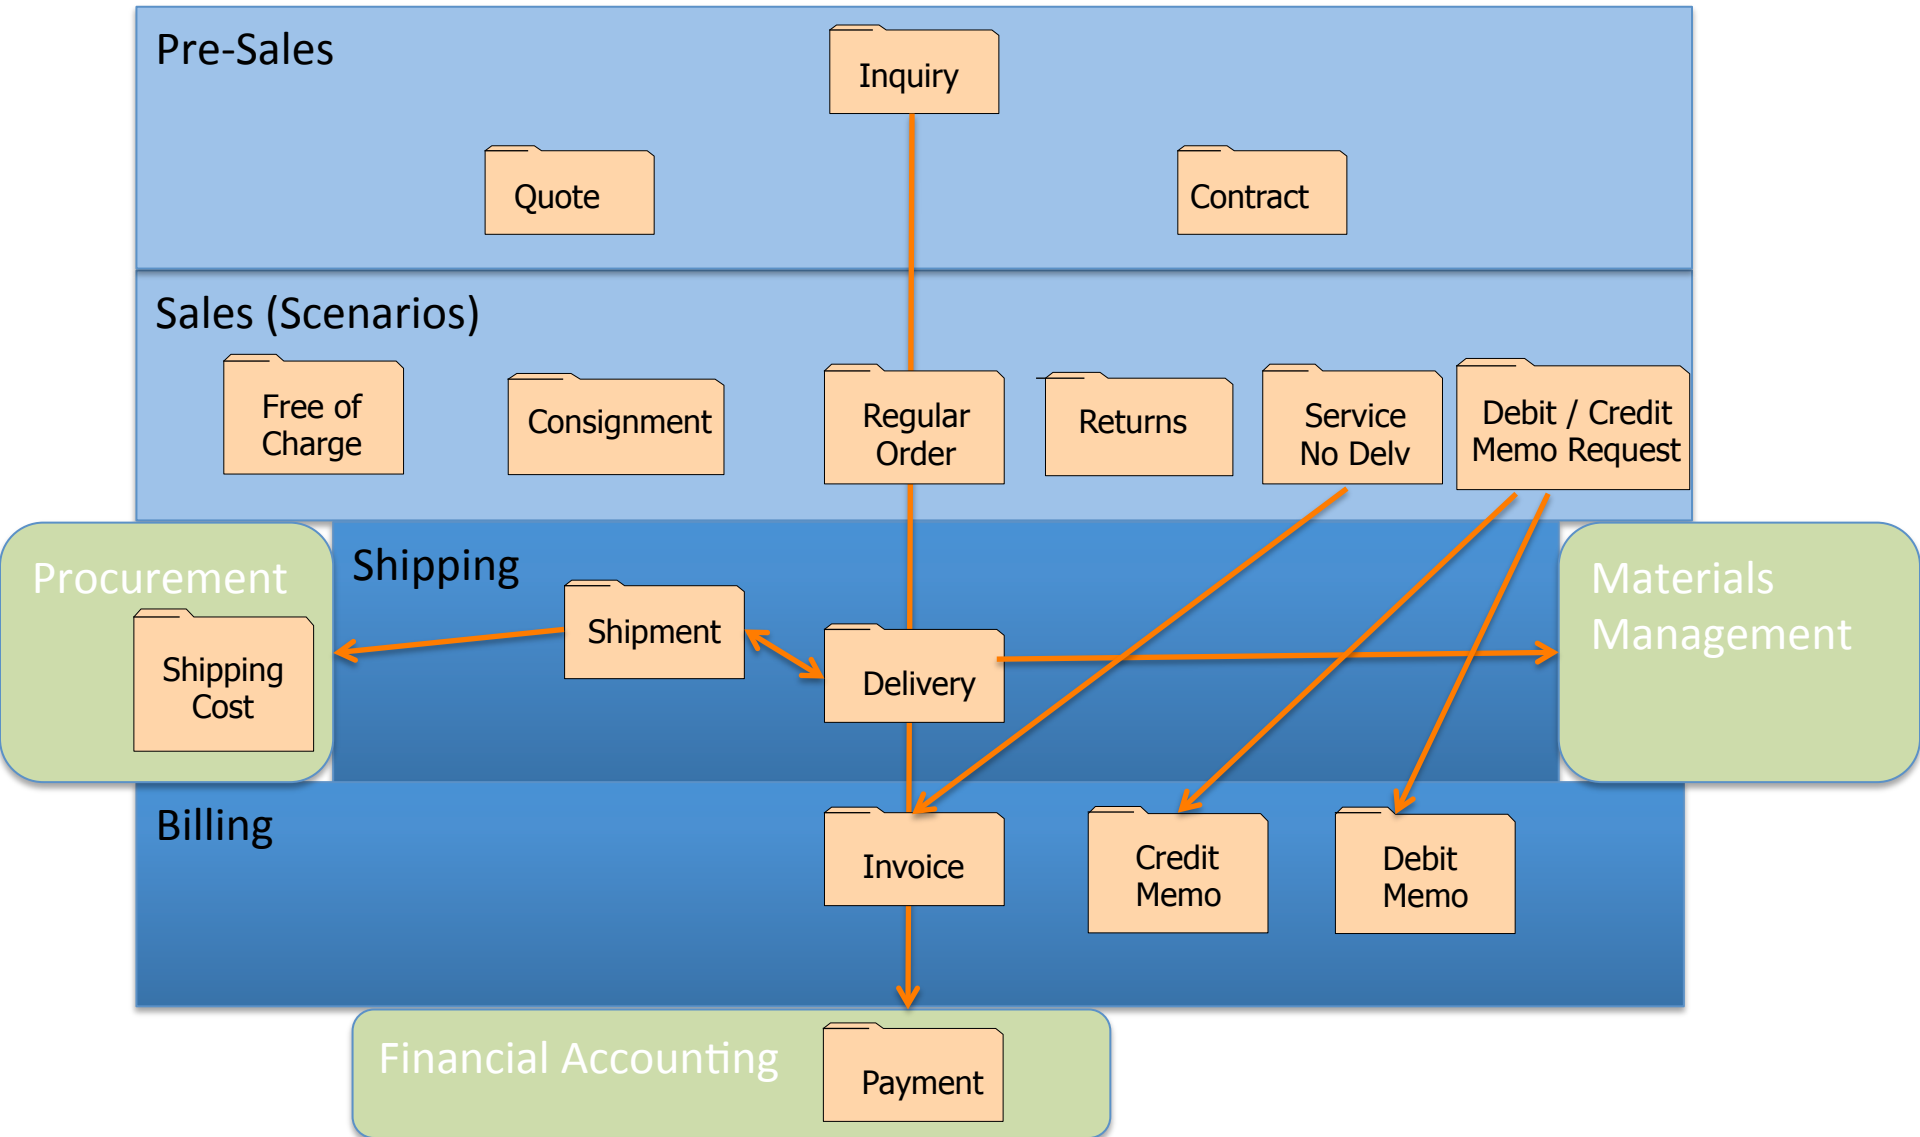 Pre-Sales
Inquiry
Quote
Contract
Sales (Scenarios)
Free of
Charge
Consignment
Regular
Order
Returns
Service
No Delv
Debit / Credit
Memo Request
Procurement
Shipping
Cost
Shipping
Shipment
Delivery
Materials
Management
Billing
Invoice
Credit
Memo
Debit
Memo
Financial Accounting
Payment